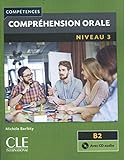 COMPÉTENCES
COMPRÉHENSION ORALE
NIVEAU 3
Michèle Barféty
CLE
INTERNATIONAL
B2
Avec CD audio